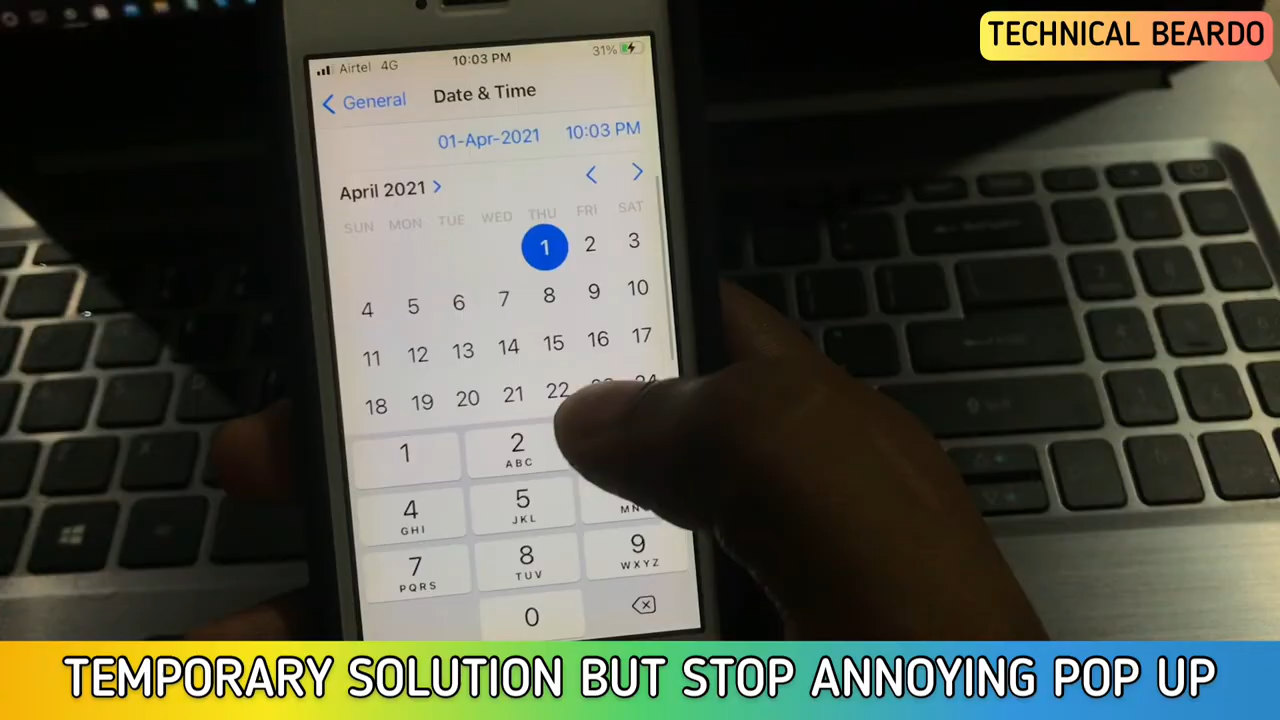 TECHNICAL BEARDO
Airtel 4G 10:03 PM 31%
General Date & Time
01-Apr-2021 10:03 PM
April 2021
SUN MON TUE WED THU FRI SAT
1 2 3
4 5 6 7 8 9 10
11 12 13 14 15 16 17
18 19 20 21 22
1 2 ABC
4 GHI 5 JKL
7 PQRS 8 TUV 9 WXYZ
0
TEMPORARY SOLUTION BUT STOP ANNOYING POP UP